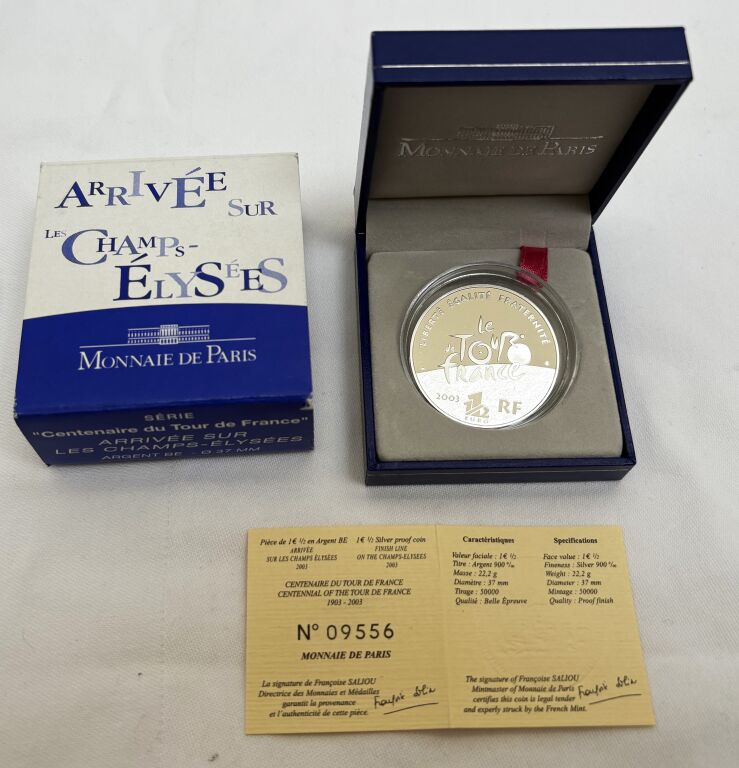 ARRIVÉE SUR
LES CHAMPS-
ÉLYSÉES
MONNAIE DE PARIS
SÉRIE
"Centenaire du Tour de France"
ARRIVÉE SUR
LES CHAMPS-ÉLYSÉES
ARGENT BE - Ø 37 MM
MONNAIE DE PARIS
LIBERTÉ ÉGALITÉ FRATERNITÉ
le
TOUR
de
france
2003 1 1/2 RF
EURO
Pièce de 1€ ½ en Argent BE
ARRIVÉE
SUR LES CHAMPS ÉLYSÉES
2003
1€ ½ Silver proof coin
FINISH LINE
ON THE CHAMPS-ELYSEES
2003
CENTENAIRE DU TOUR DE FRANCE
CENTENNIAL OF THE TOUR DE FRANCE
1903 - 2003
N° 09556
MONNAIE DE PARIS
La signature de Françoise SALIOU
Directrice des Monnaies et Médailles
garantit la provenance
et l'authenticité de cette pièce.
Caractéristiques
Valeur faciale : 1€ ½
Titre : Argent 900 ‰
Masse : 22,2 g
Diamètre : 37 mm
Tirage : 50000
Qualité : Belle Épreuve
Specifications
Face value : 1€ ½
Fineness : Silver 900 ‰
Weight : 22,2 g
Diameter : 37 mm
Mintage : 50000
Quality : Proof finish
The signature of Françoise SALIOU
Mintmaster of Monnaie de Paris
certifies this coin is legal tender
and experly struck by the French Mint.